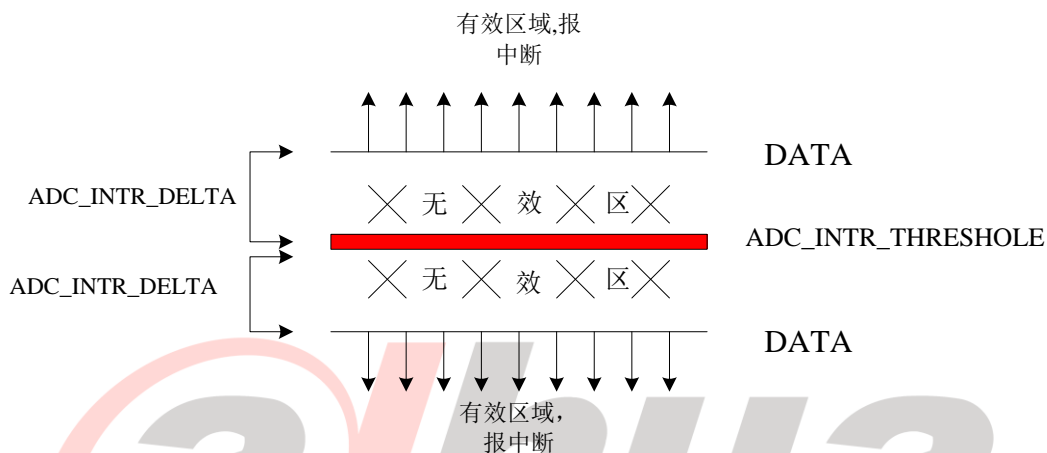 有效区域,报
中断
DATA
ADC_INTR_DELTA
无 效 区
ADC_INTR_THRESHOLE
无 效 区
ADC_INTR_DELTA
DATA
有效区域，
报中断
alhua